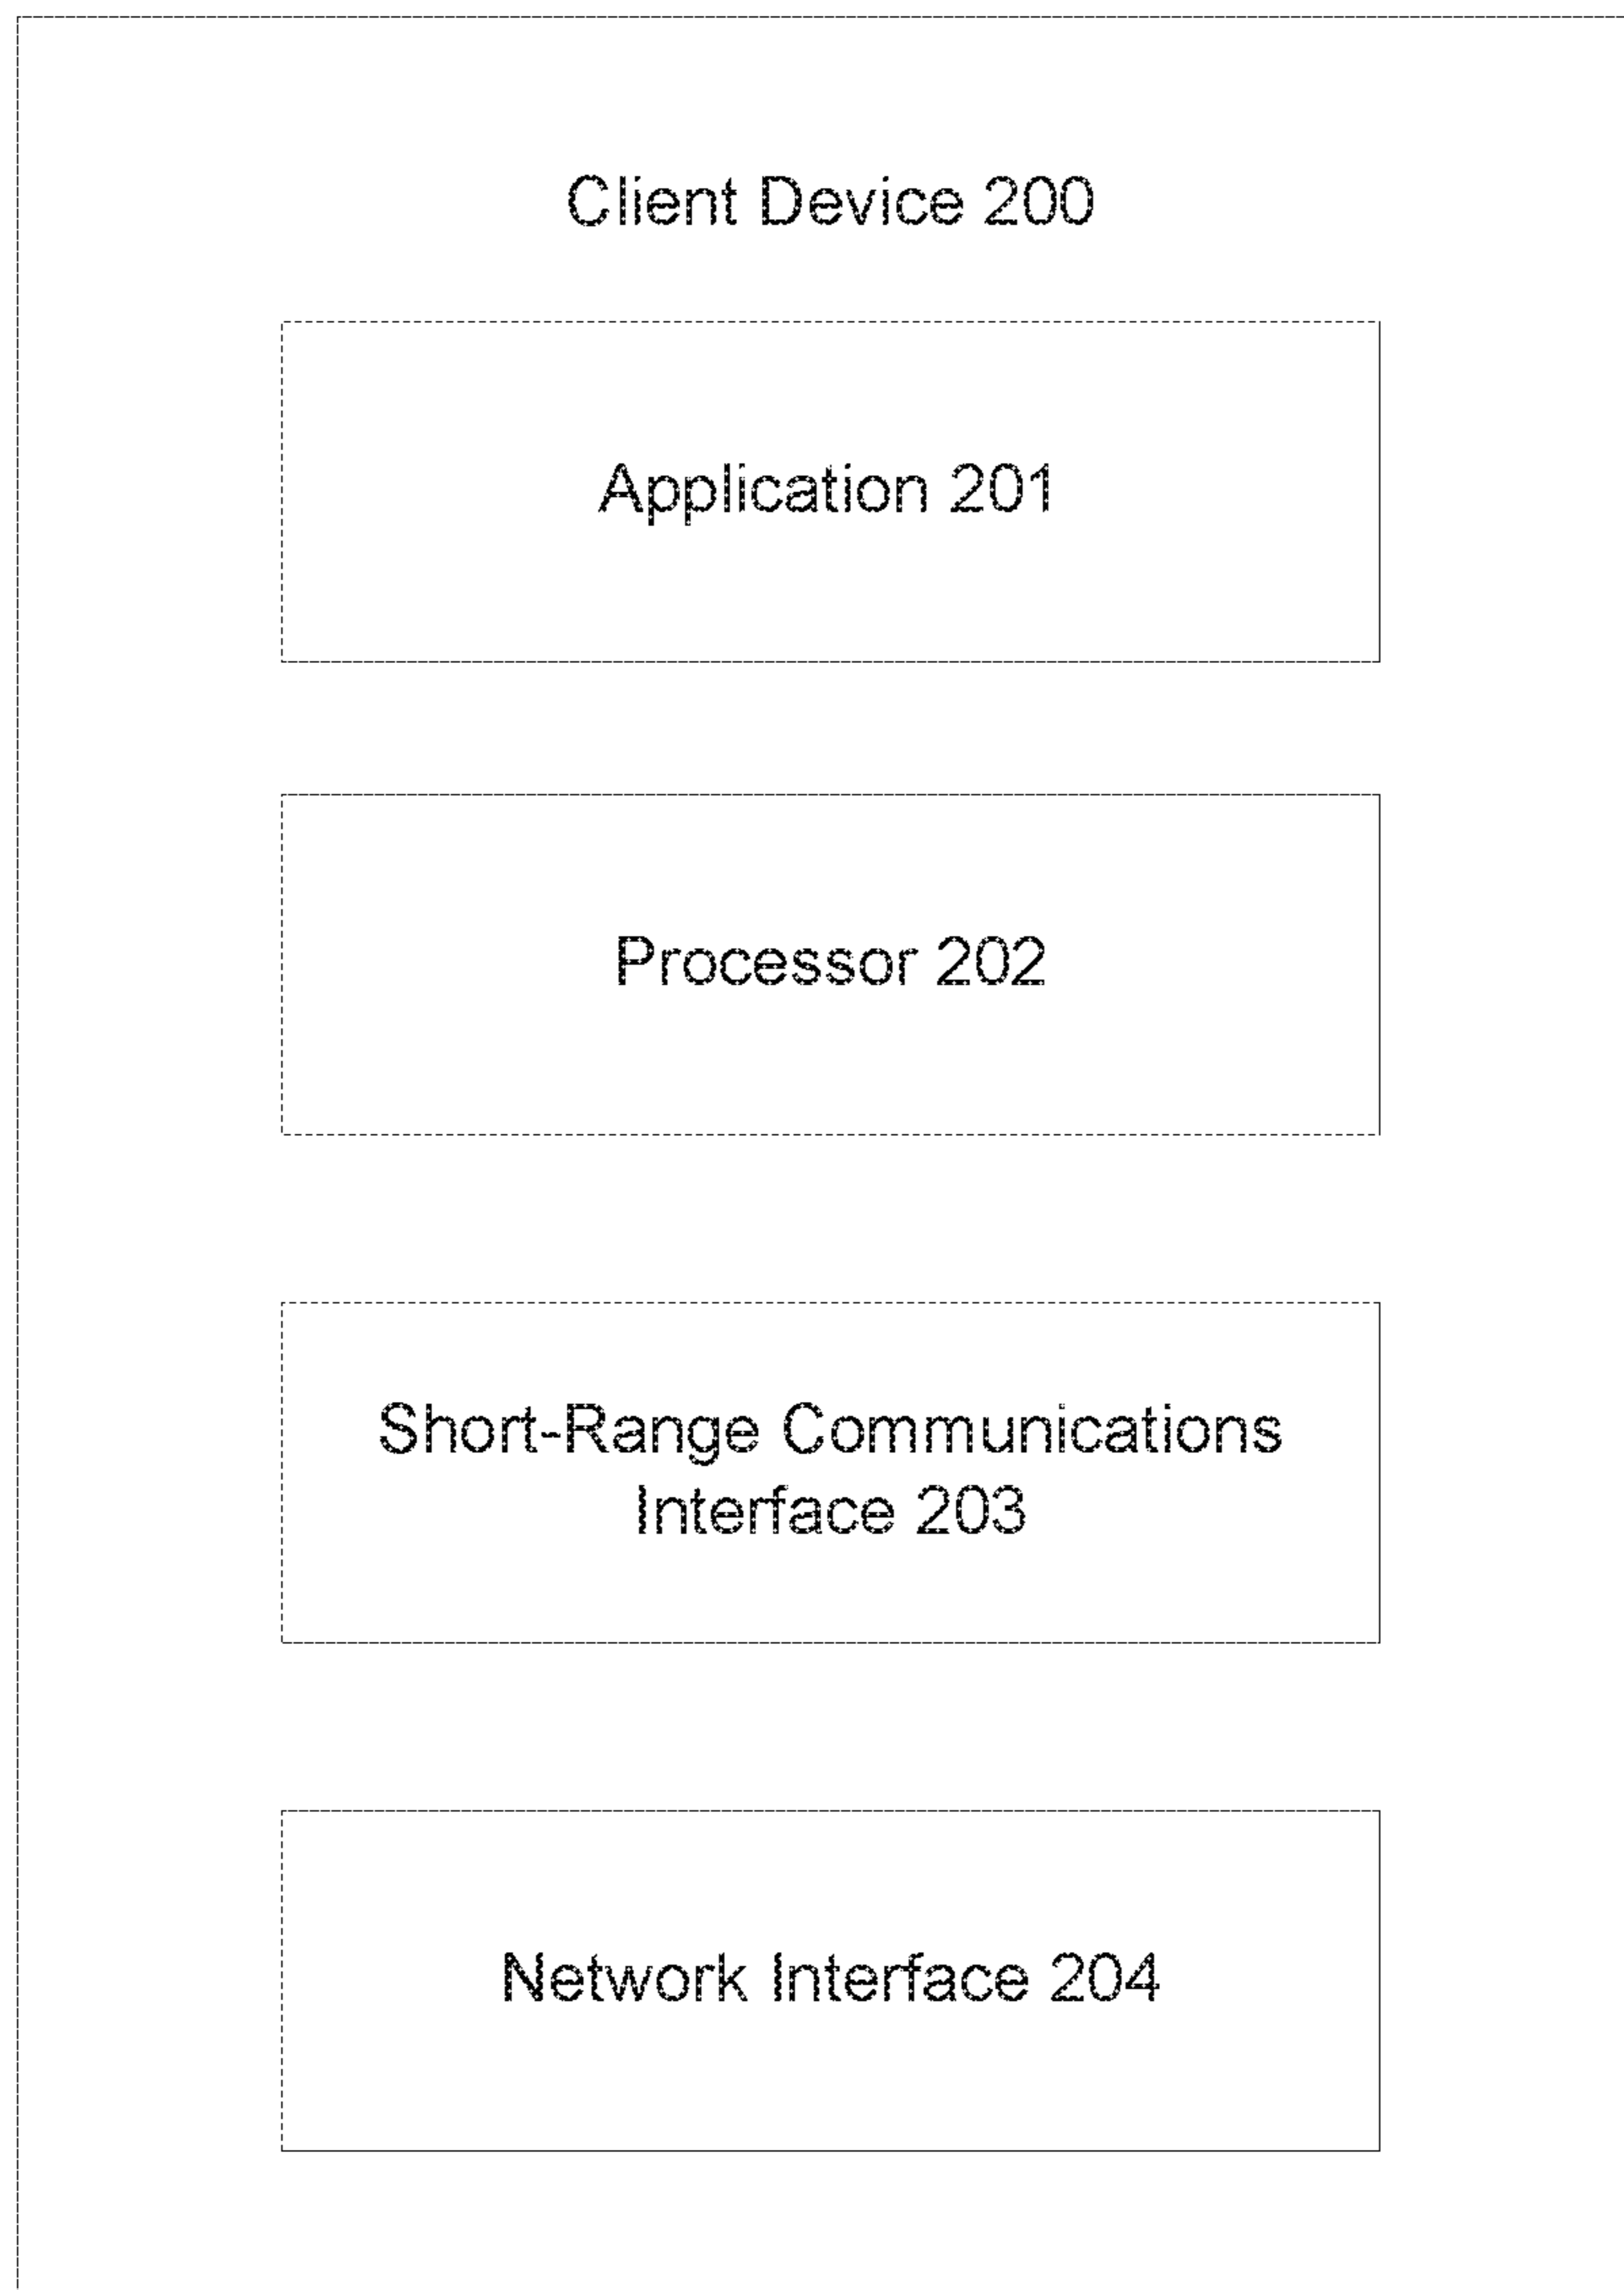 Client Device 200
Application 201
Processor 202
Short-Range Communications
Interface 203
Network Interface 204